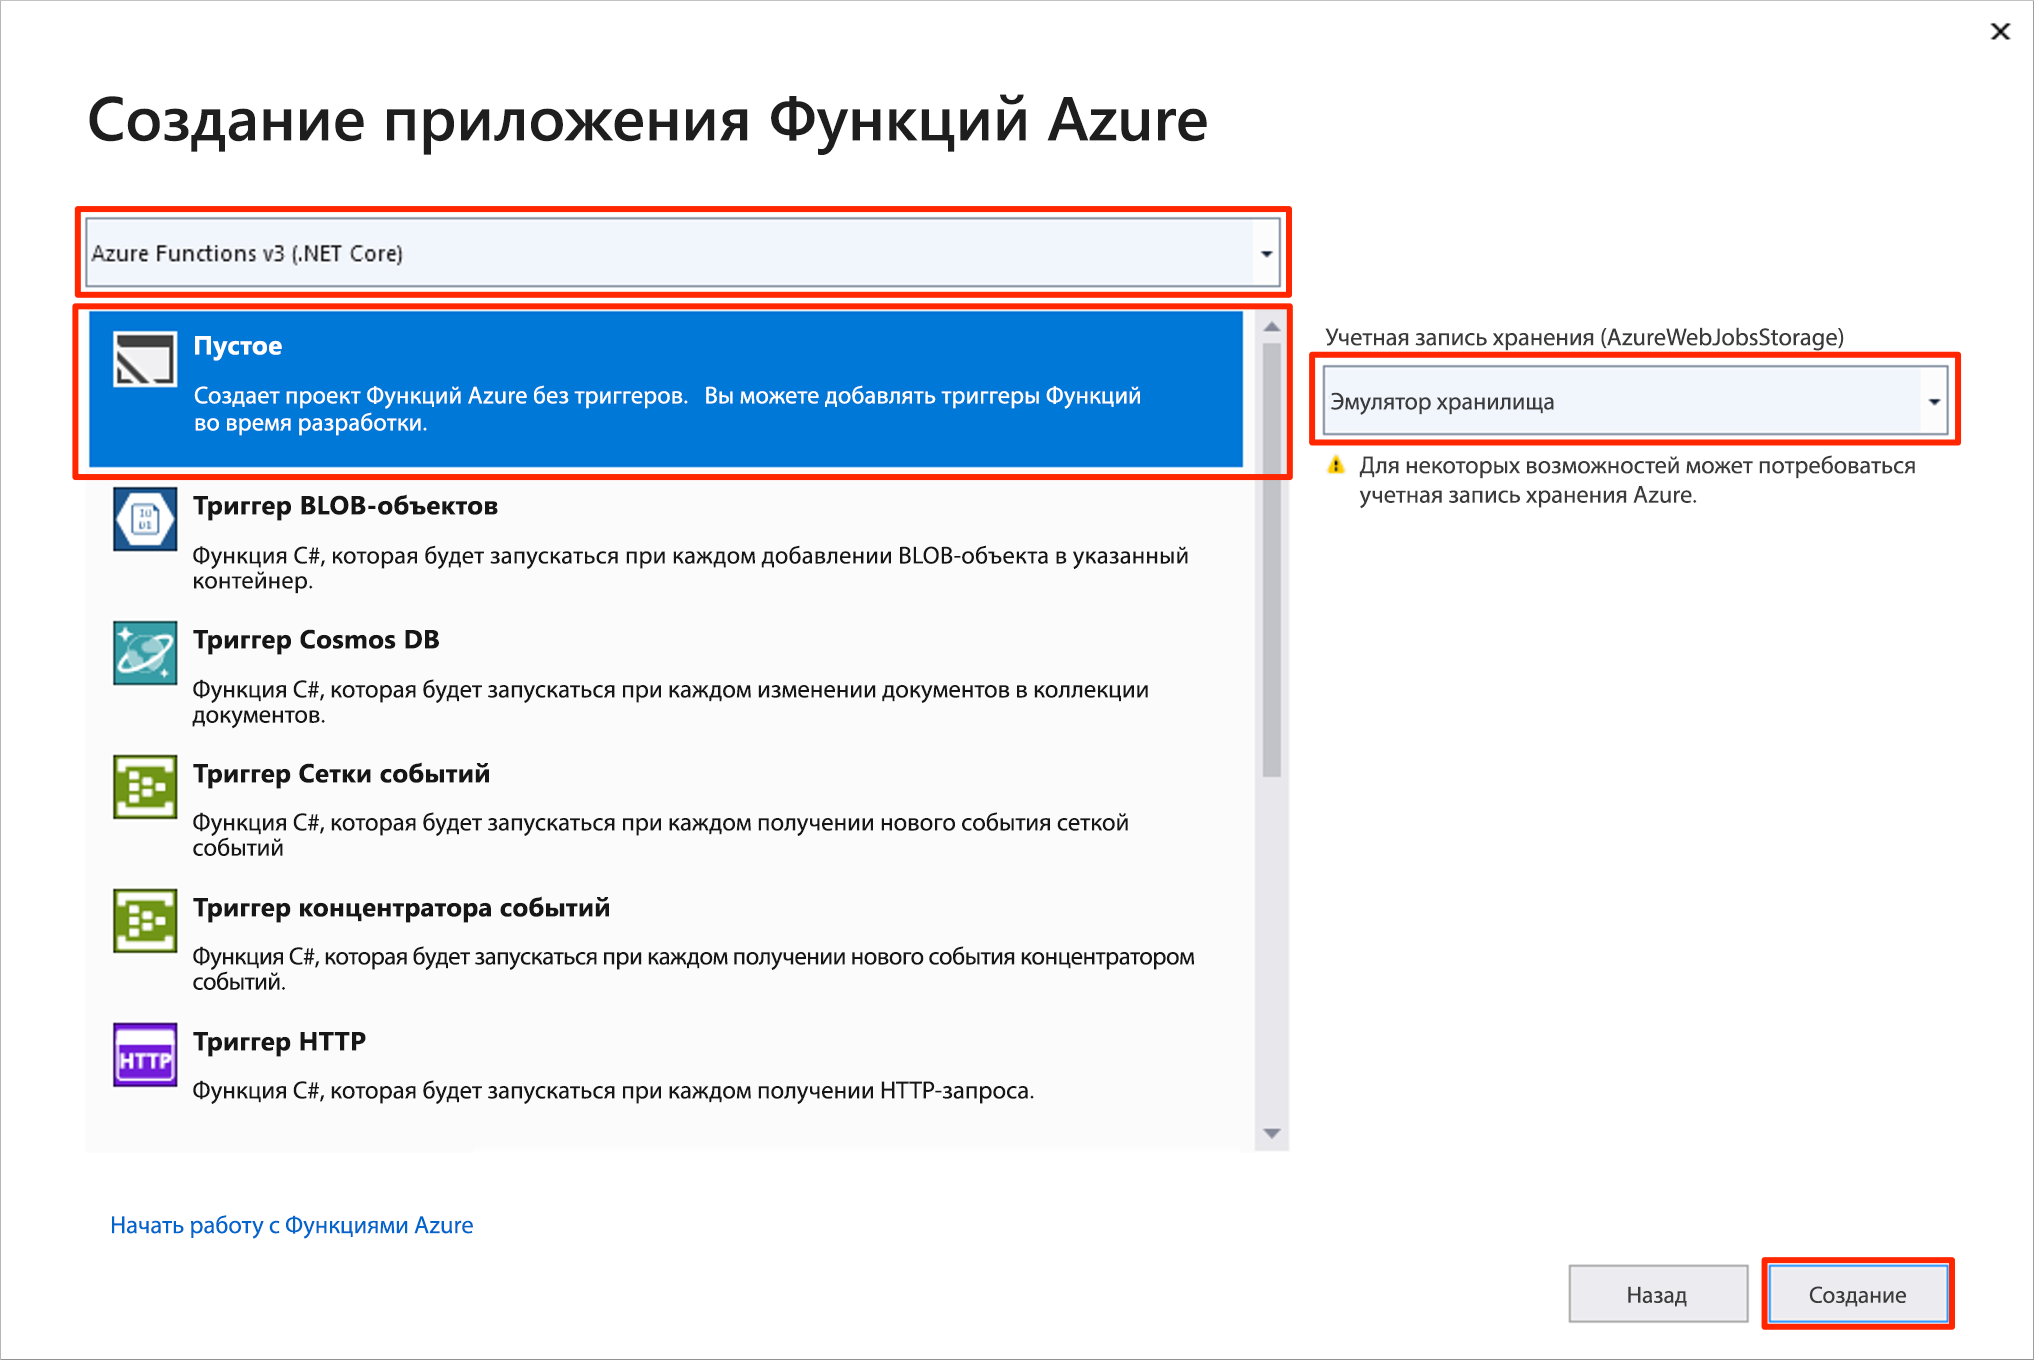 Создание приложения Функций Azure
Azure Functions v3 (.NET Core)
Пустое
Создает проект Функций Azure без триггеров. Вы можете добавлять триггеры Функций
во время разработки.
Триггер BLOB-объектов
Функция C#, которая будет запускаться при каждом добавлении BLOB-объекта в указанный
контейнер.
Триггер Cosmos DB
Функция C#, которая будет запускаться при каждом изменении документов в коллекции
документов.
Триггер Сетки событий
Функция C#, которая будет запускаться при каждом получении нового события сеткой
событий
Триггер концентратора событий
Функция C#, которая будет запускаться при каждом получении нового события концентратором
событий.
HTTP
Триггер HTTP
Функция C#, которая будет запускаться при каждом получении HTTP-запроса.
Учетная запись хранения (AzureWebJobsStorage)
Эмулятор хранилища
Для некоторых возможностей может потребоваться
учетная запись хранения Azure.
Начать работу с Функциями Azure
Назад
Создание